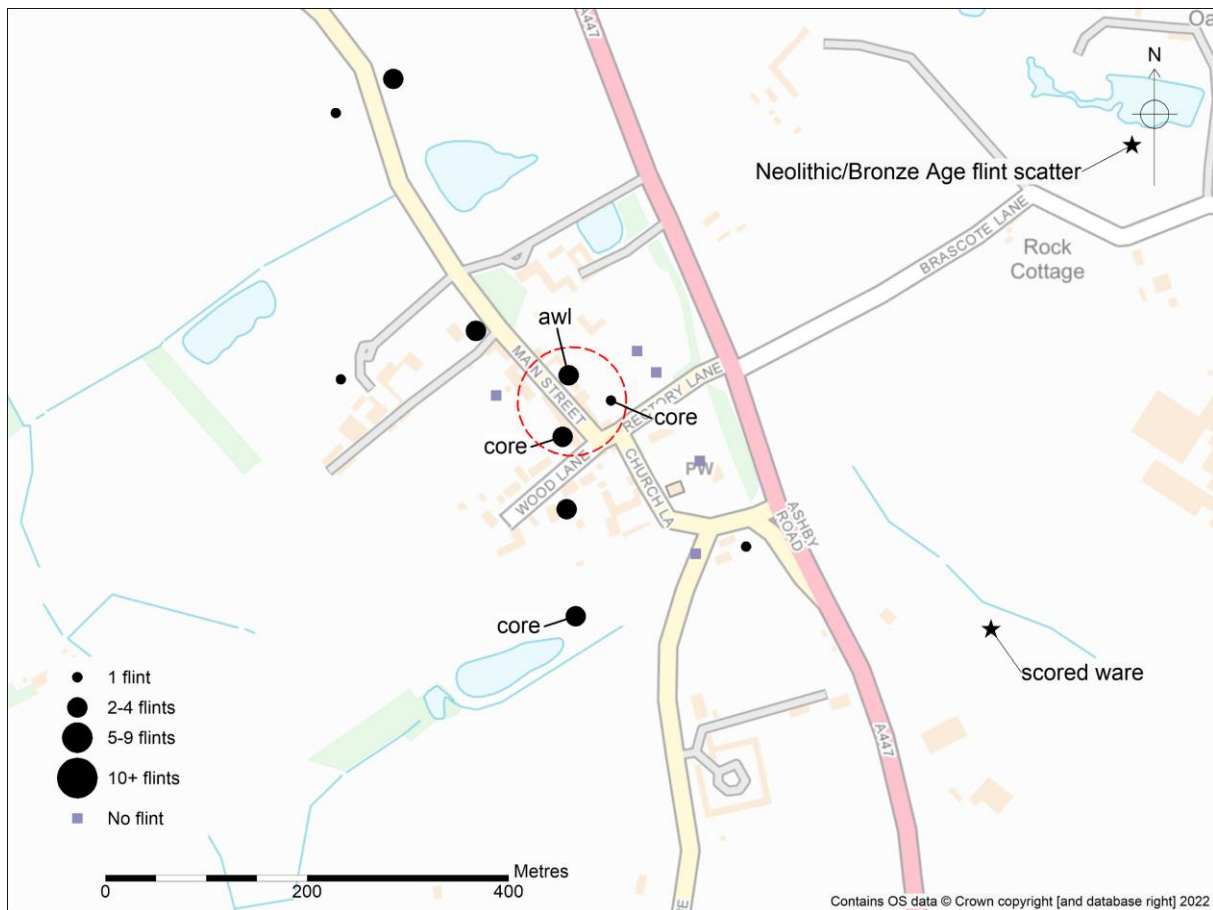 A447
Oa
N
Neolithic/Bronze Age flint scatter
BRASCOTE LANE
Rock
Cottage
awl
MAIN STREET
RECTORY LANE
core
core
WOOD LANE
CHURCH LA
PW
ASHBY
ROAD
core
scored ware
A447
1 flint
2-4 flints
5-9 flints
10+ flints
No flint
Metres
0 200 400
Contains OS data © Crown copyright [and database right] 2022